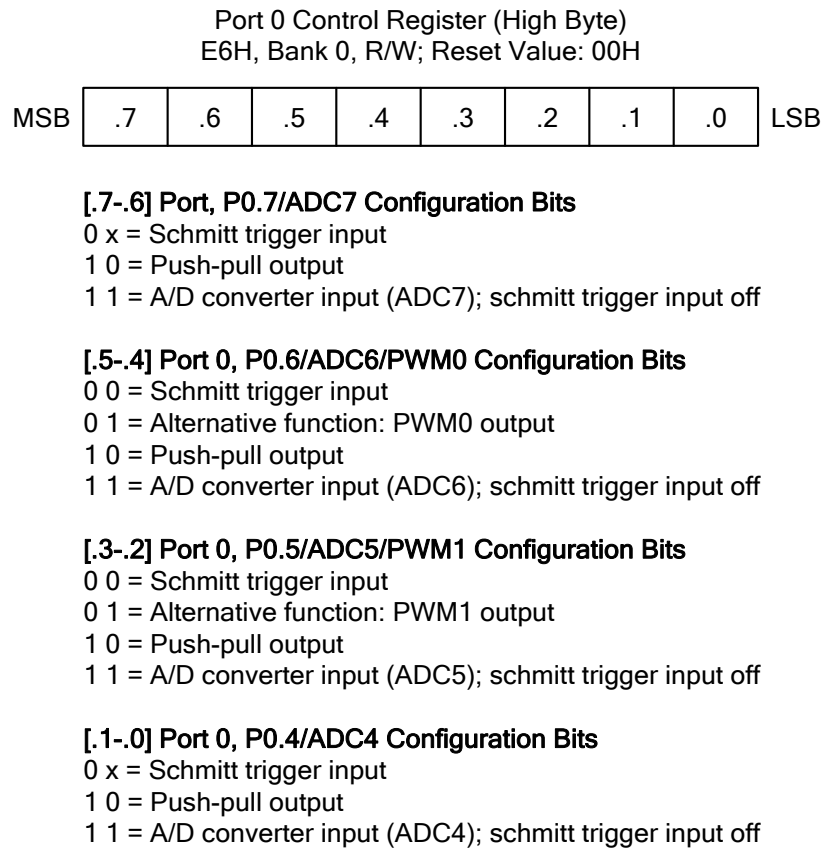 Port 0 Control Register (High Byte)
E6H, Bank 0, R/W; Reset Value: 00H
MSB .7 .6 .5 .4 .3 .2 .1 .0 LSB
[.7-.6] Port, P0.7/ADC7 Configuration Bits
0 x = Schmitt trigger input
1 0 = Push-pull output
1 1 = A/D converter input (ADC7); schmitt trigger input off
[.5-.4] Port 0, P0.6/ADC6/PWM0 Configuration Bits
0 0 = Schmitt trigger input
0 1 = Alternative function: PWM0 output
1 0 = Push-pull output
1 1 = A/D converter input (ADC6); schmitt trigger input off
[.3-.2] Port 0, P0.5/ADC5/PWM1 Configuration Bits
0 0 = Schmitt trigger input
0 1 = Alternative function: PWM1 output
1 0 = Push-pull output
1 1 = A/D converter input (ADC5); schmitt trigger input off
[.1-.0] Port 0, P0.4/ADC4 Configuration Bits
0 x = Schmitt trigger input
1 0 = Push-pull output
1 1 = A/D converter input (ADC4); schmitt trigger input off